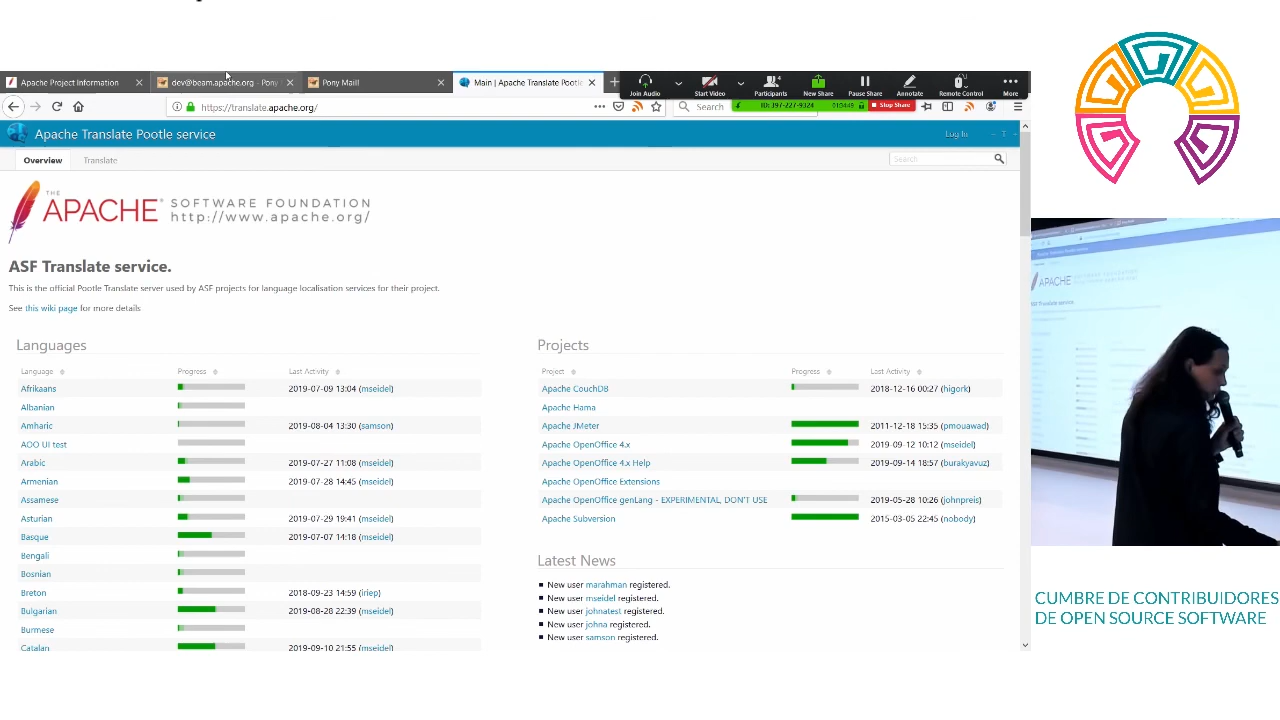 Apache Project Information
dev@beam.apache.org - Pony
Pony Mail!
Main | Apache Translate Pootle
Join Audio
Start Video
Participants
4
New Share
Pause Share
Annotate
Remote Control
More
https://translate.apache.org/
Search
ID: 397-227-9324
Stop Share
Apache Translate Pootle service
Log In
Overview
Translate
Search
THE
APACHE® SOFTWARE FOUNDATION
http://www.apache.org/
ASF Translate service.
This is the official Pootle Translate server used by ASF projects for language localisation services for their project.
See this wiki page for more details
Languages
Language Progress Last Activity
Afrikaans 2019-07-09 13:04 (mseidel)
Albanian
Amharic 2019-08-04 13:30 (samson)
AOO UI test
Arabic 2019-07-27 11:08 (mseidel)
Armenian 2019-07-28 14:45 (mseidel)
Assamese
Asturian 2019-07-29 19:41 (mseidel)
Basque 2019-07-07 14:18 (mseidel)
Bengali
Bosnian
Breton 2018-09-23 14:59 (iriep)
Bulgarian 2019-08-28 22:39 (mseidel)
Burmese
Catalan 2019-09-10 21:55 (mseidel)
Projects
Project Progress Last Activity
Apache CouchDB 2018-12-16 00:27 (higork)
Apache Hama
Apache JMeter 2011-12-18 15:35 (pmouawad)
Apache OpenOffice 4.x 2019-09-12 10:12 (mseidel)
Apache OpenOffice 4.x Help 2019-09-14 18:57 (burakyavuz)
Apache OpenOffice Extensions
Apache OpenOffice genLang - EXPERIMENTAL, DON'T USE 2019-05-28 10:26 (johnpreis)
Apache Subversion 2015-03-05 22:45 (nobody)
Latest News
New user marahman registered.
New user mseidel registered.
New user johnatest registered.
New user johna registered.
New user samson registered.
APACHE
CUMBRE DE CONTRIBUIDORES
DE OPEN SOURCE SOFTWARE